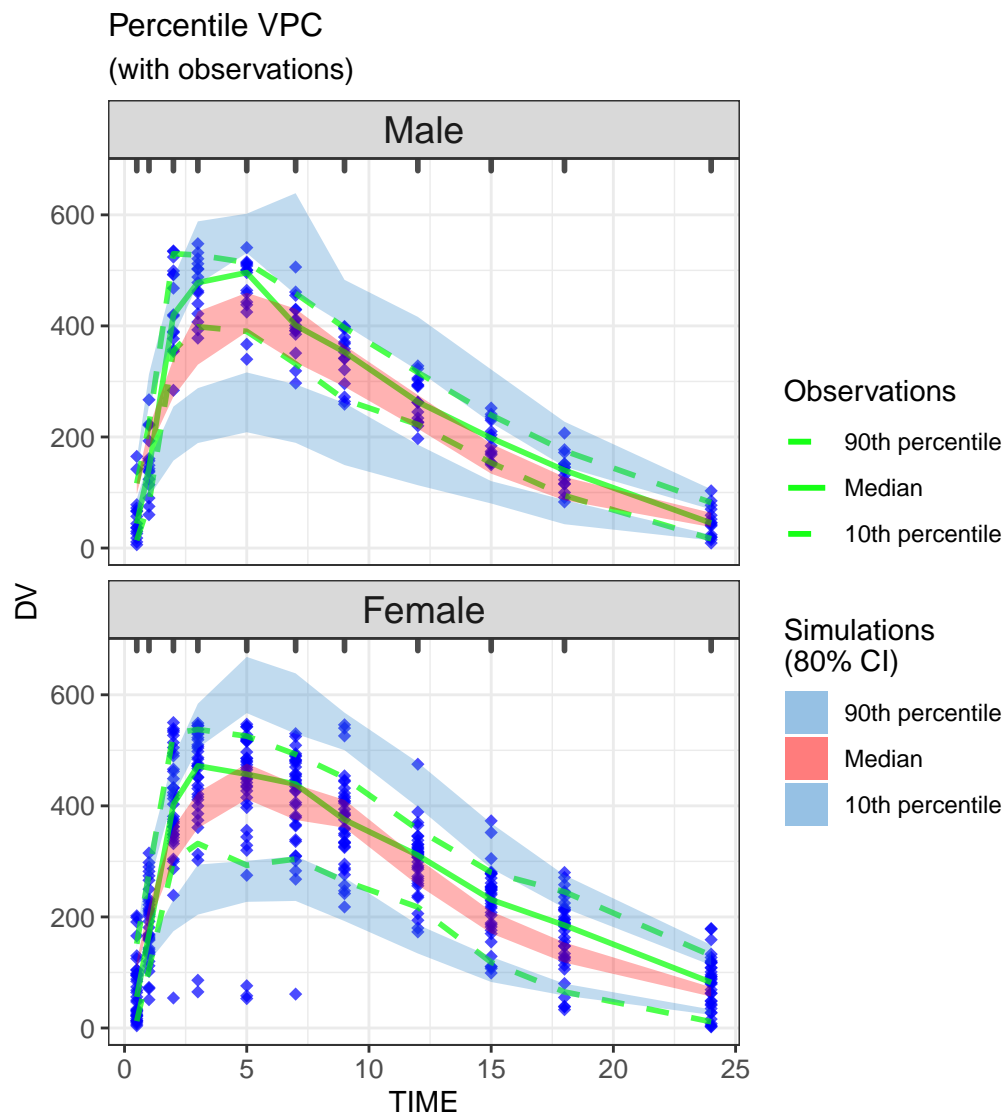 Percentile VPC
(with observations)
Male
600
400
200
0
DV
Female
600
400
200
0
0 5 10 15 20 25
TIME
Observations
90th percentile
Median
10th percentile
Simulations
(80% CI)
90th percentile
Median
10th percentile